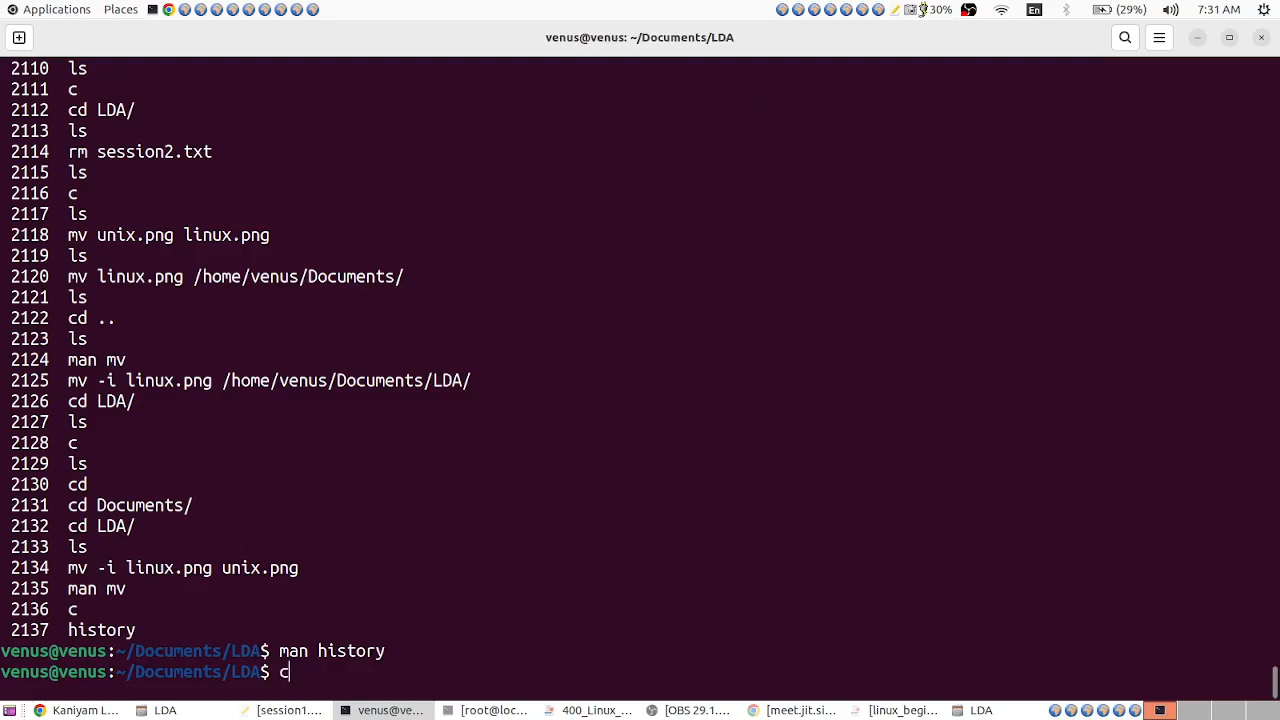 Applications Places 30% En (29%) 7:31 AM
venus@venus: ~/Documents/LDA
2110 ls
2111 c
2112 cd LDA/
2113 ls
2114 rm session2.txt
2115 ls
2116 c
2117 ls
2118 mv unix.png linux.png
2119 ls
2120 mv linux.png /home/venus/Documents/
2121 ls
2122 cd ..
2123 ls
2124 man mv
2125 mv -i linux.png /home/venus/Documents/LDA/
2126 cd LDA/
2127 ls
2128 c
2129 ls
2130 cd
2131 cd Documents/
2132 cd LDA/
2133 ls
2134 mv -i linux.png unix.png
2135 man mv
2136 c
2137 history
venus@venus:~/Documents/LDA$ man history
venus@venus:~/Documents/LDA$ c
Kaniyam L... LDA [session1.... venus@ve... [root@loc... 400_Linux_... [OBS 29.1... [meet.jit.si... [linux_begi... LDA